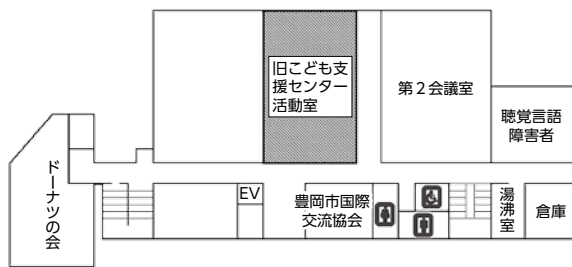 旧こども支
援センター
活動室
第2会議室
聴覚言語
障害者
ドーナツの会
EV
豊岡市国際
交流協会
湯沸室
倉庫